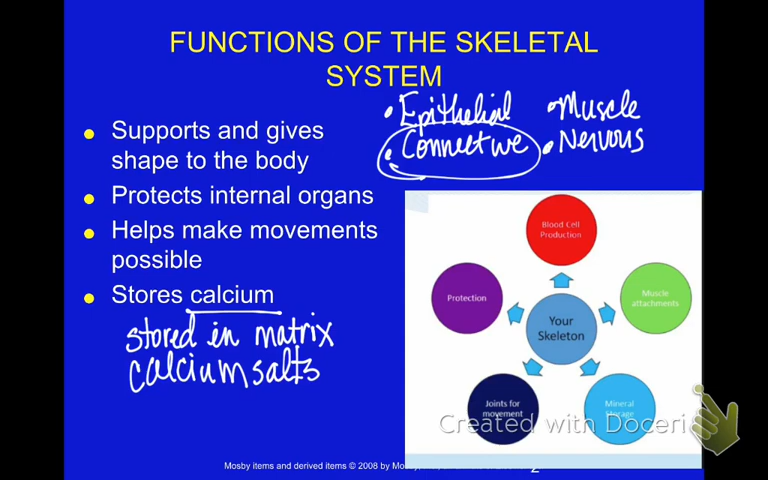 FUNCTIONS OF THE SKELETAL
SYSTEM
• Epithelial • Muscle
• Connective • Nervous
• Supports and gives
shape to the body
• Protects internal organs
• Helps make movements
possible
• Stores calcium
stored in matrix
calcium salts
Blood Cell
Production
Protection
Muscle
attachments
Your
Skeleton
Joints for
movement
Mineral
Storage
Created with Doceri
Mosby items and derived items © 2008 by
2